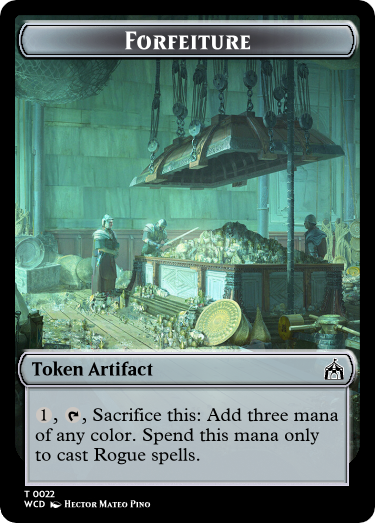 Forfeiture
Token Artifact
1, T, Sacrifice this: Add three mana
of any color. Spend this mana only
to cast Rogue spells.
T 0022
WCD Hector Mateo Pino